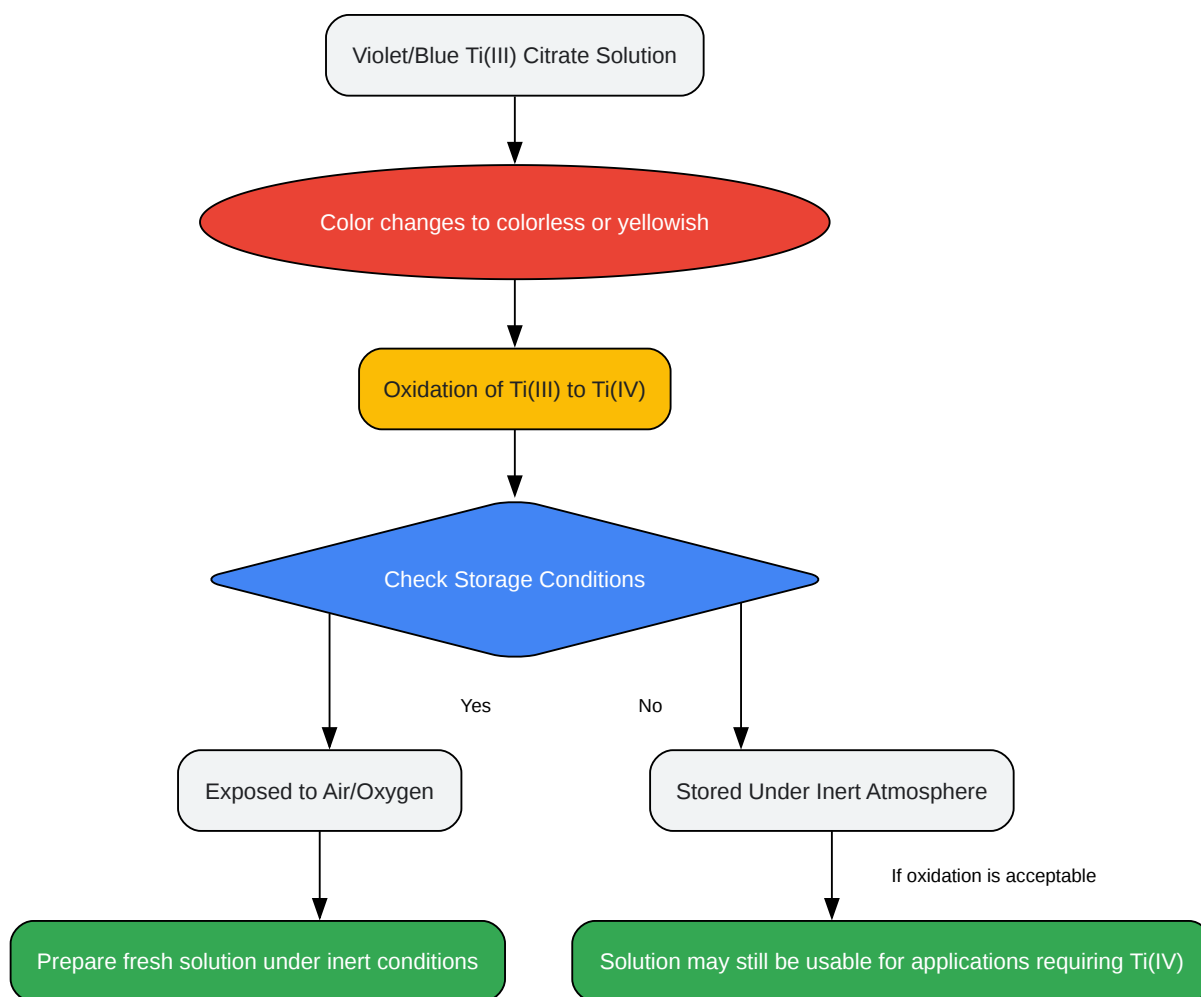 Violet/Blue Ti(III) Citrate Solution
Color changes to colorless or yellowish
Oxidation of Ti(III) to Ti(IV)
Check Storage Conditions
Yes
No
Exposed to Air/Oxygen
Stored Under Inert Atmosphere
If oxidation is acceptable
Prepare fresh solution under inert conditions
Solution may still be usable for applications requiring Ti(IV)